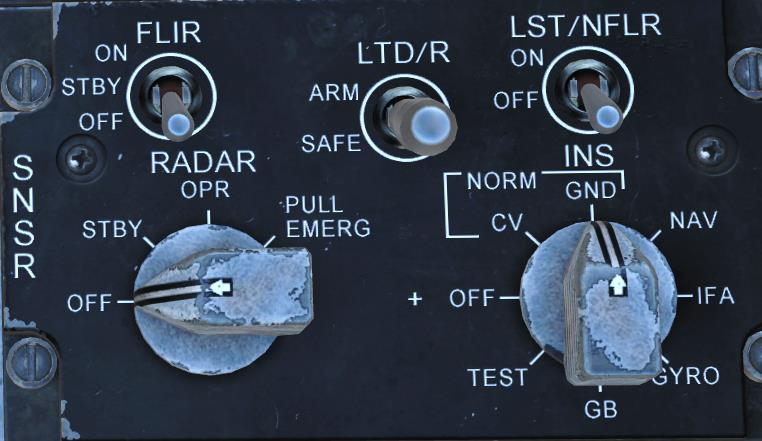 FLIR
ON
STBY
OFF
LTD/R
ARM
SAFE
LST/NFLR
ON
OFF
SNSR
RADAR
OPR
STBY
PULL
EMERG
OFF
INS
NORM
GND
CV
NAV
+ OFF
IFA
TEST
GYRO
GB